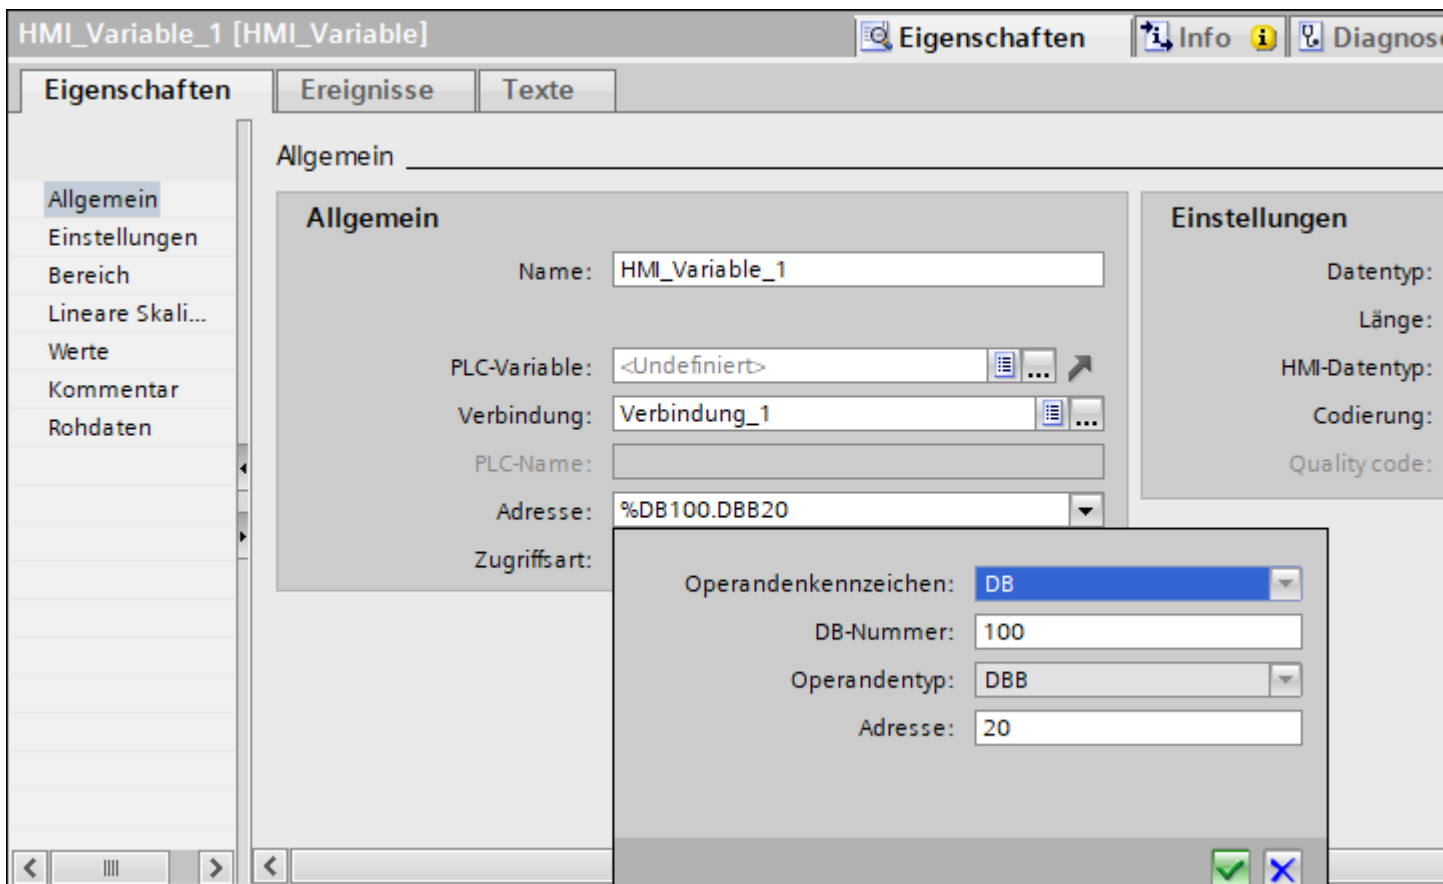 HMI_Variable_1 [HMI_Variable]
Eigenschaften
Info
Diagnose
Eigenschaften
Ereignisse
Texte
Allgemein
Allgemein
Einstellungen
Bereich
Lineare Skali...
Werte
Kommentar
Rohdaten
Allgemein
Name: HMI_Variable_1
PLC-Variable: <Undefiniert>
Verbindung: Verbindung_1
PLC-Name:
Adresse: %DB100.DBB20
Zugriffsart:
Einstellungen
Datentyp:
Länge:
HMI-Datentyp:
Codierung:
Quality code:
Operandenkennzeichen: DB
DB-Nummer: 100
Operandentyp: DBB
Adresse: 20